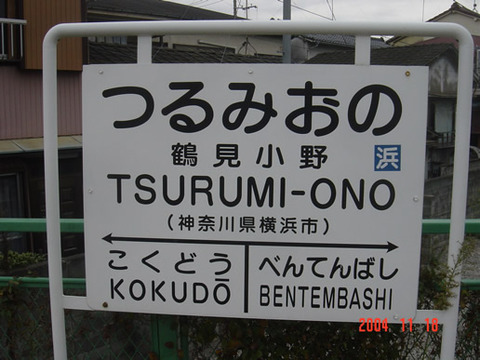 つるみおの
鶴見小野 浜
TSURUMI-ONO
(神奈川県横浜市)
こくどう べんてんばし
KOKUDŌ BENTEMBASHI
2004. 11 10